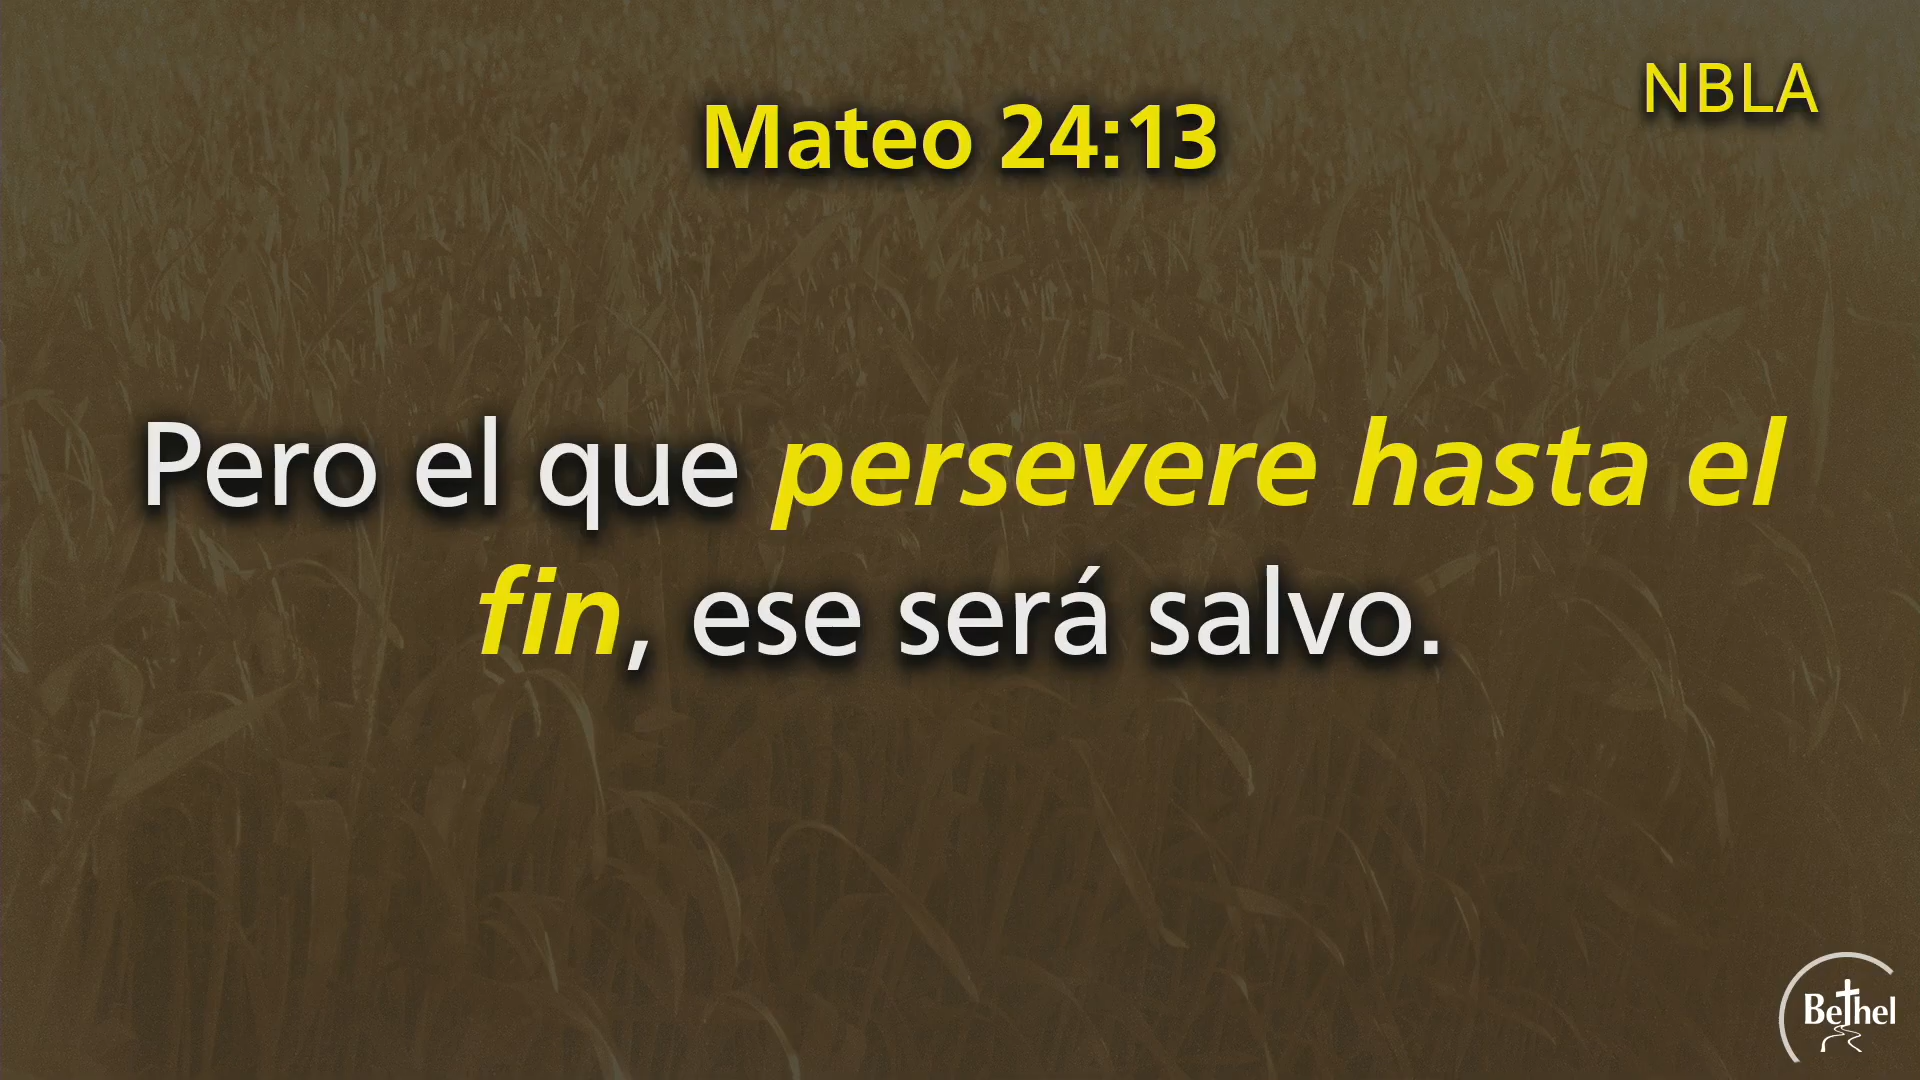 NBLA
Mateo 24:13
Pero el que persevere hasta el
fin, ese será salvo.
Bethel